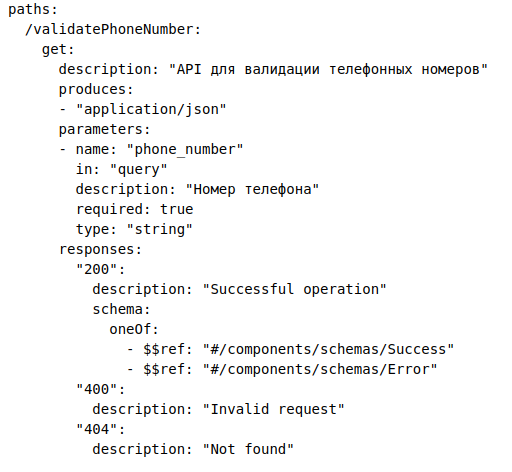 paths:
  /validatePhoneNumber:
    get:
      description: "API для валидации телефонных номеров"
      produces:
      - "application/json"
      parameters:
      - name: "phone_number"
        in: "query"
        description: "Номер телефона"
        required: true
        type: "string"
      responses:
        "200":
          description: "Successful operation"
          schema:
            oneOf:
              - $$ref: "#/components/schemas/Success"
              - $$ref: "#/components/schemas/Error"
        "400":
          description: "Invalid request"
        "404":
          description: "Not found"